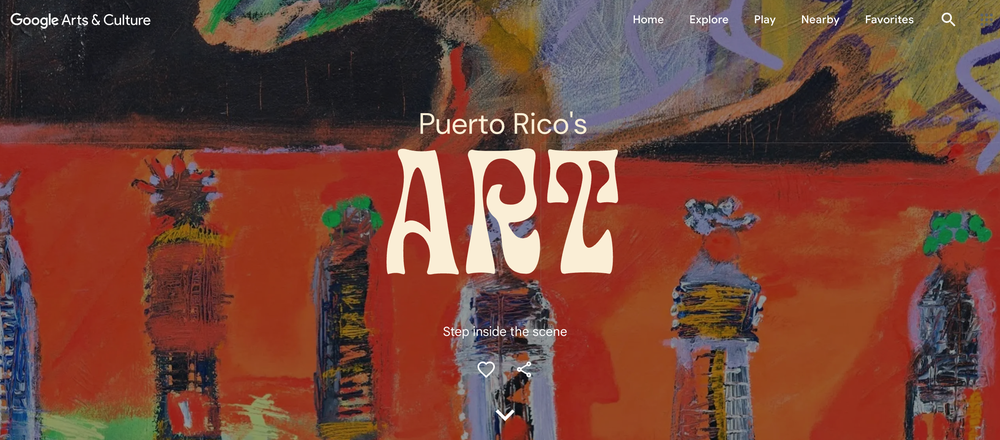 Google Arts & Culture Home Explore Play Nearby Favorites
Puerto Rico's
ART
Step inside the scene